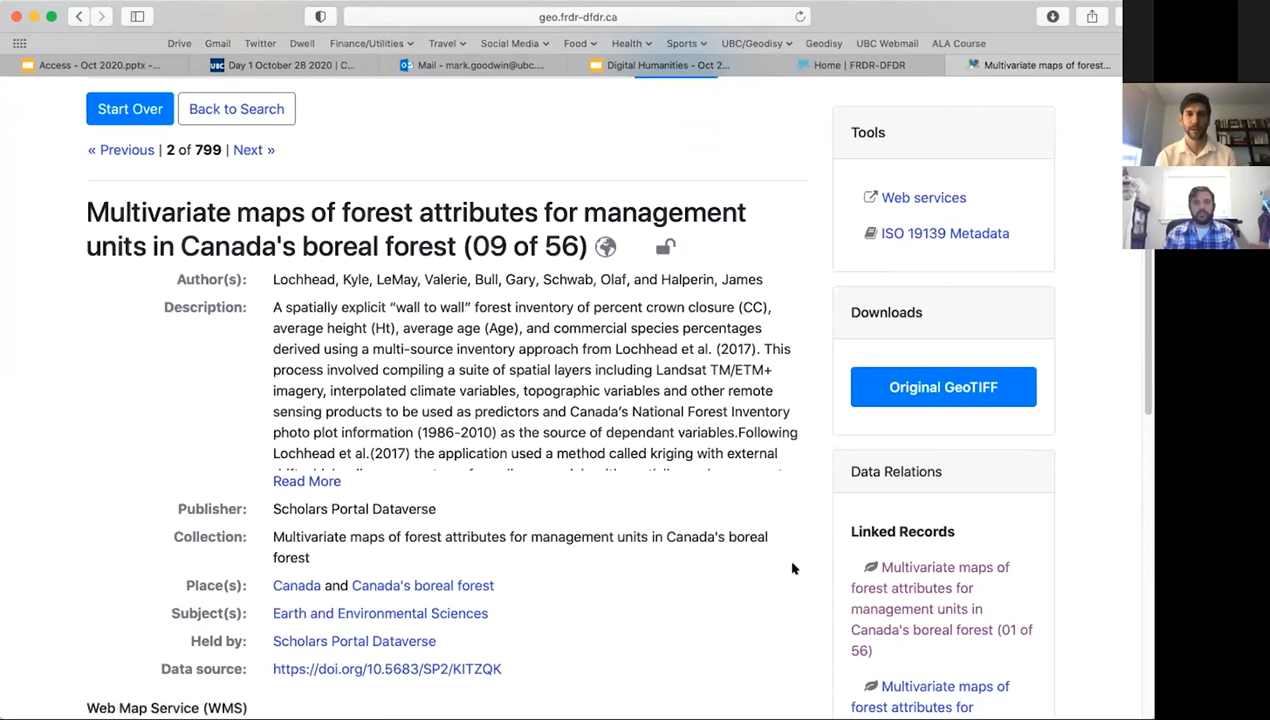 geo.frdr-dfdr.ca
Drive Gmail Twitter Dwell Finance/Utilities Travel Social Media Food Health Sports UBC/Geodisy Geodisy UBC Webmail ALA Course
Access - Oct 2020.pptx -... UBC Day 1 October 28 2020 | C... Mail - mark.goodwin@ubc.... Digital Humanities - Oct 2... Home | FRDR-DFDR Multivariate maps of forest...
Start Over Back to Search
« Previous | 2 of 799 | Next »
Multivariate maps of forest attributes for management
units in Canada's boreal forest (09 of 56)
Author(s): Lochhead, Kyle, LeMay, Valerie, Bull, Gary, Schwab, Olaf, and Halperin, James
Description: A spatially explicit “wall to wall” forest inventory of percent crown closure (CC),
average height (Ht), average age (Age), and commercial species percentages
derived using a multi-source inventory approach from Lochhead et al. (2017). This
process involved compiling a suite of spatial layers including Landsat TM/ETM+
imagery, interpolated climate variables, topographic variables and other remote
sensing products to be used as predictors and Canada’s National Forest Inventory
photo plot information (1986-2010) as the source of dependant variables.Following
Lochhead et al.(2017) the application used a method called kriging with external
Read More
Publisher: Scholars Portal Dataverse
Collection: Multivariate maps of forest attributes for management units in Canada's boreal
forest
Place(s): Canada and Canada's boreal forest
Subject(s): Earth and Environmental Sciences
Held by: Scholars Portal Dataverse
Data source: https://doi.org/10.5683/SP2/KITZQK
Web Map Service (WMS)
Tools
Web services
ISO 19139 Metadata
Downloads
Original GeoTIFF
Data Relations
Linked Records
Multivariate maps of
forest attributes for
management units in
Canada's boreal forest (01 of
56)
Multivariate maps of
forest attributes for